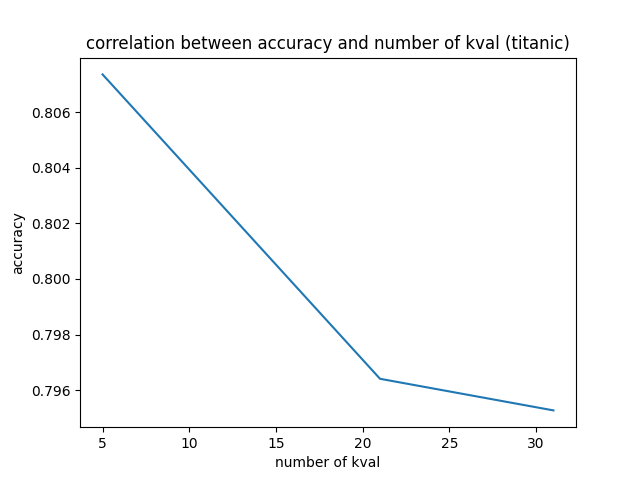 correlation between accuracy and number of kval (titanic)
accuracy
0.806
0.804
0.802
0.800
0.798
0.796
5 10 15 20 25 30
number of kval